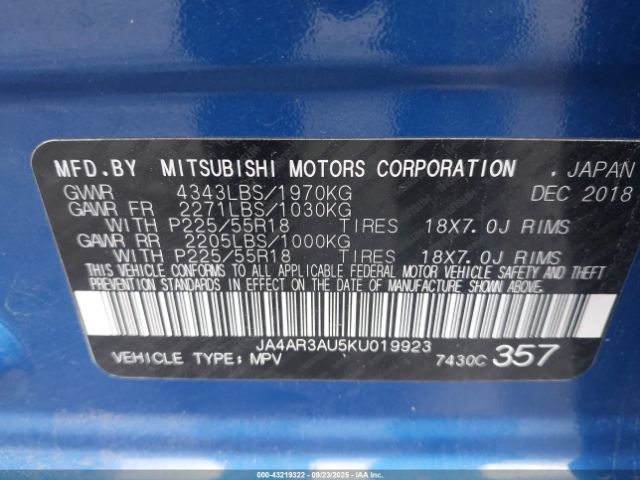 MFD.BY MITSUBISHI MOTORS CORPORATION , JAPAN
GVWR 4343LBS/1970KG DEC 2018
GAWR FR 2271LBS/1030KG
WITH P225/55R18 TIRES 18X7.0J RIMS
GAWR RR 2205LBS/1000KG
WITH P225/55R18 TIRES 18X7.0J RIMS
THIS VEHICLE CONFORMS TO ALL APPLICABLE FEDERAL MOTOR VEHICLE SAFETY AND THEFT
PREVENTION STANDARDS IN EFFECT ON THE DATE OF MANUFACTURE SHOWN ABOVE.
JA4AR3AU5KU019923
VEHICLE TYPE: MPV 7430C 357
000-43219322 - 09/23/2025 - IAAI.COM